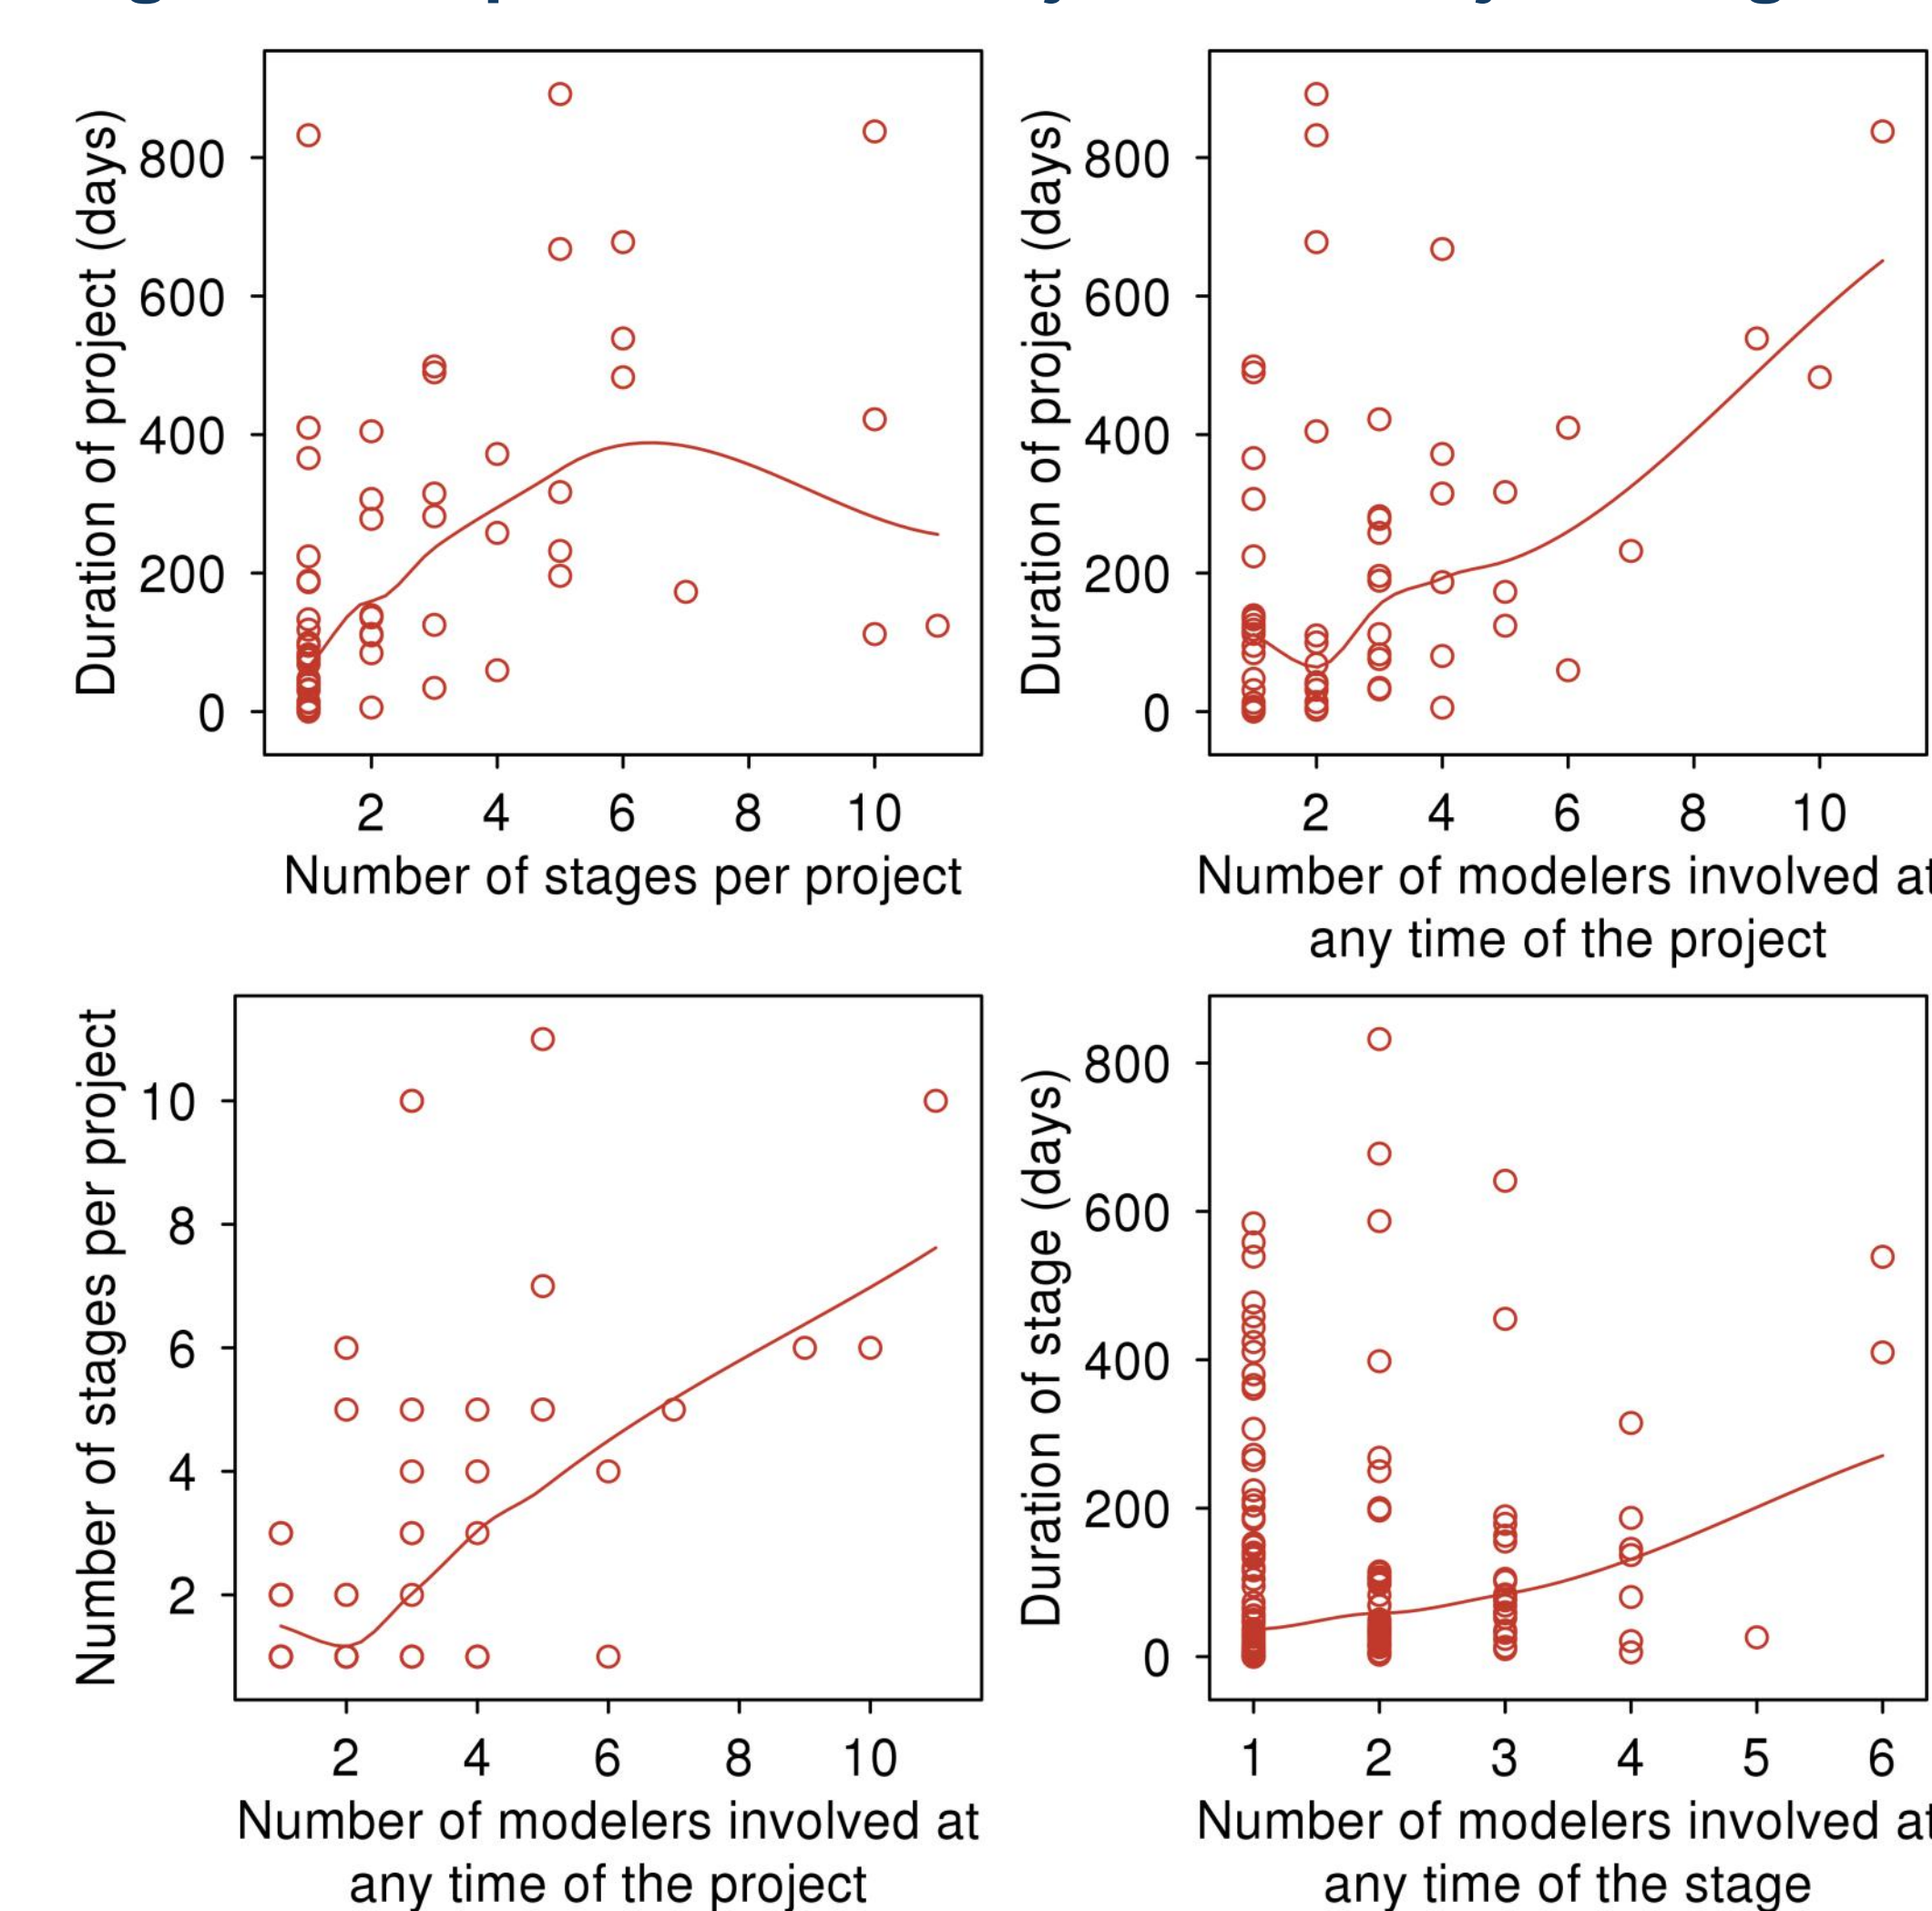 Duration of project (days)
800
600
400
200
0
2 4 6 8 10
Number of stages per project
Duration of project (days)
800
600
400
200
0
2 4 6 8 10
Number of modelers involved at
any time of the project
Number of stages per project
10
8
6
4
2
2 4 6 8 10
Number of modelers involved at
any time of the project
Duration of stage (days)
800
600
400
200
0
1 2 3 4 5 6
Number of modelers involved at
any time of the stage